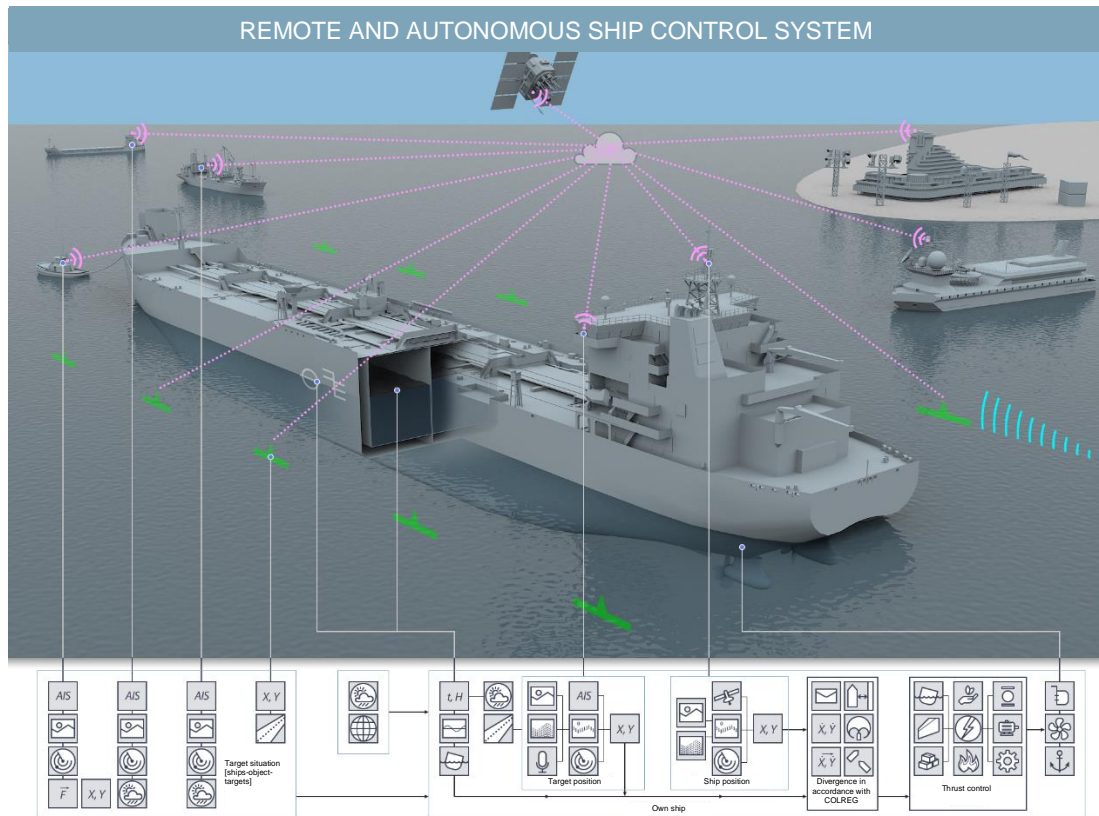 REMOTE AND AUTONOMOUS SHIP CONTROL SYSTEM
AIS
AIS
AIS
X, Y
F
X, Y
Target situation
[ships-object-
targets]
t, H
AIS
X, Y
Target position
X, Y
Ship position
Ẋ, Ẏ
Ẋ, Ẏ
Divergence in
accordance with
COLREG
Thrust control
Own ship